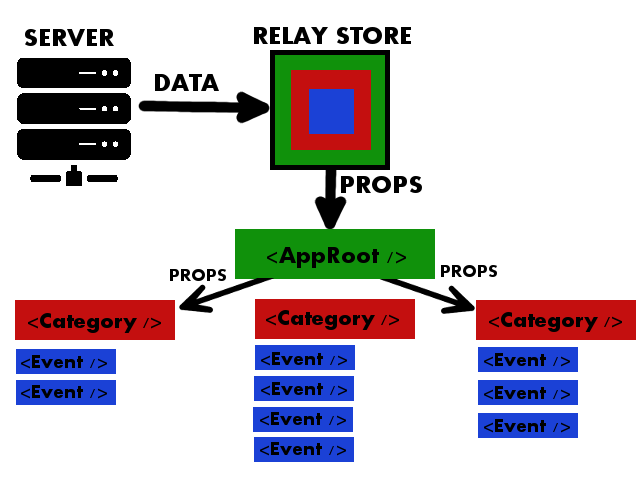 SERVER
RELAY STORE
DATA
PROPS
<AppRoot />
PROPS
PROPS
<Category />
<Category />
<Category />
<Event />
<Event />
<Event />
<Event />
<Event />
<Event />
<Event />
<Event />
<Event />